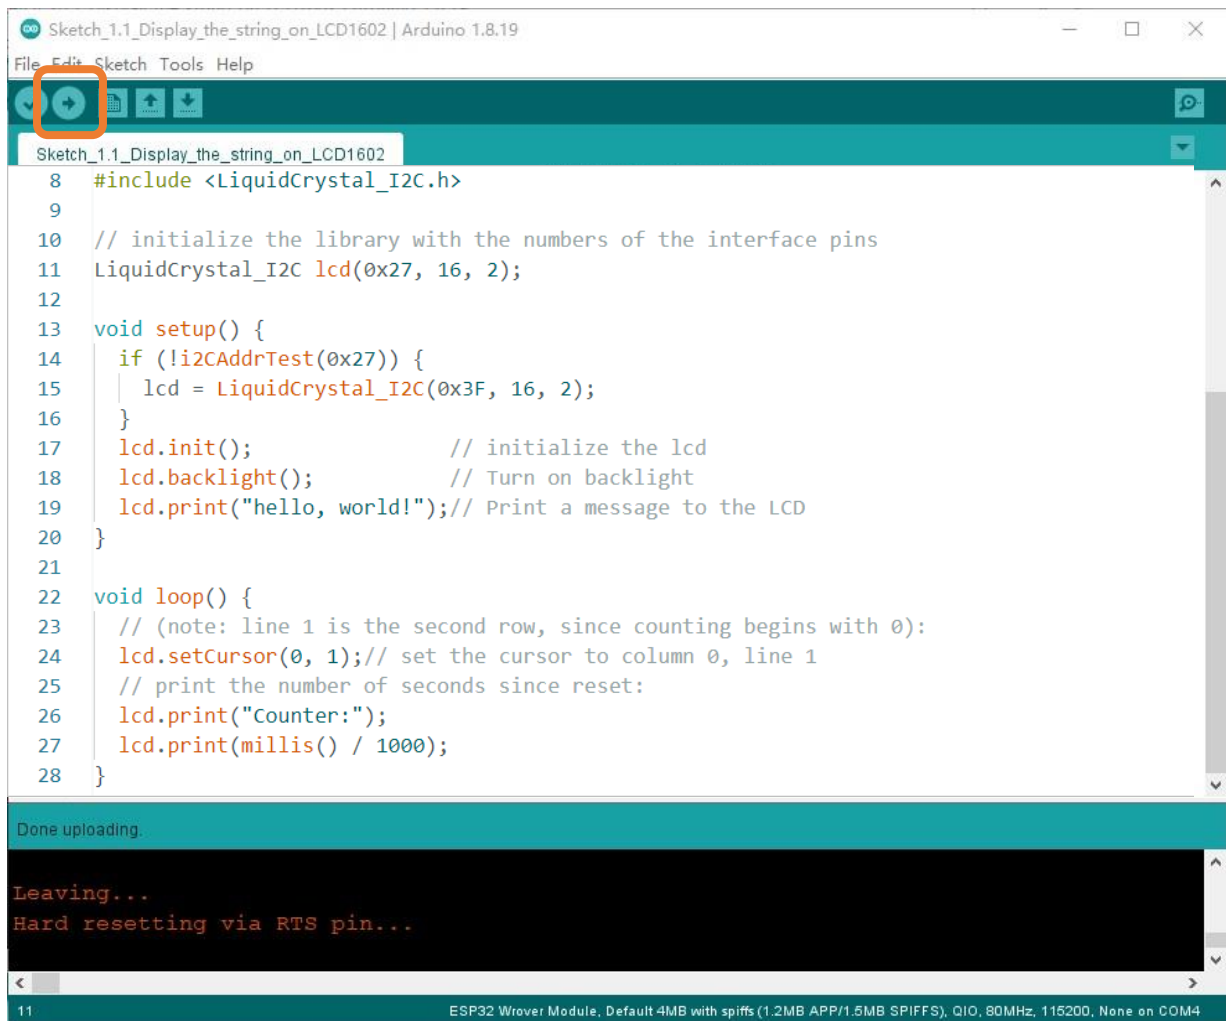 Sketch_1.1_Display_the_string_on_LCD1602 | Arduino 1.8.19
File Edit Sketch Tools Help
Sketch_1.1_Display_the_string_on_LCD1602
8 #include <LiquidCrystal_I2C.h>
9
10 // initialize the library with the numbers of the interface pins
11 LiquidCrystal_I2C lcd(0x27, 16, 2);
12
13 void setup() {
14 if (!i2CAddrTest(0x27)) {
15 lcd = LiquidCrystal_I2C(0x3F, 16, 2);
16 }
17 lcd.init(); // initialize the lcd
18 lcd.backlight(); // Turn on backlight
19 lcd.print("hello, world!");// Print a message to the LCD
20 }
21
22 void loop() {
23 // (note: line 1 is the second row, since counting begins with 0):
24 lcd.setCursor(0, 1);// set the cursor to column 0, line 1
25 // print the number of seconds since reset:
26 lcd.print("Counter:");
27 lcd.print(millis() / 1000);
28 }
Done uploading.
Leaving...
Hard resetting via RTS pin...
11 ESP32 Wrover Module, Default 4MB with spiffs (1.2MB APP/1.5MB SPIFFS), QIO, 80MHz, 115200, None on COM4